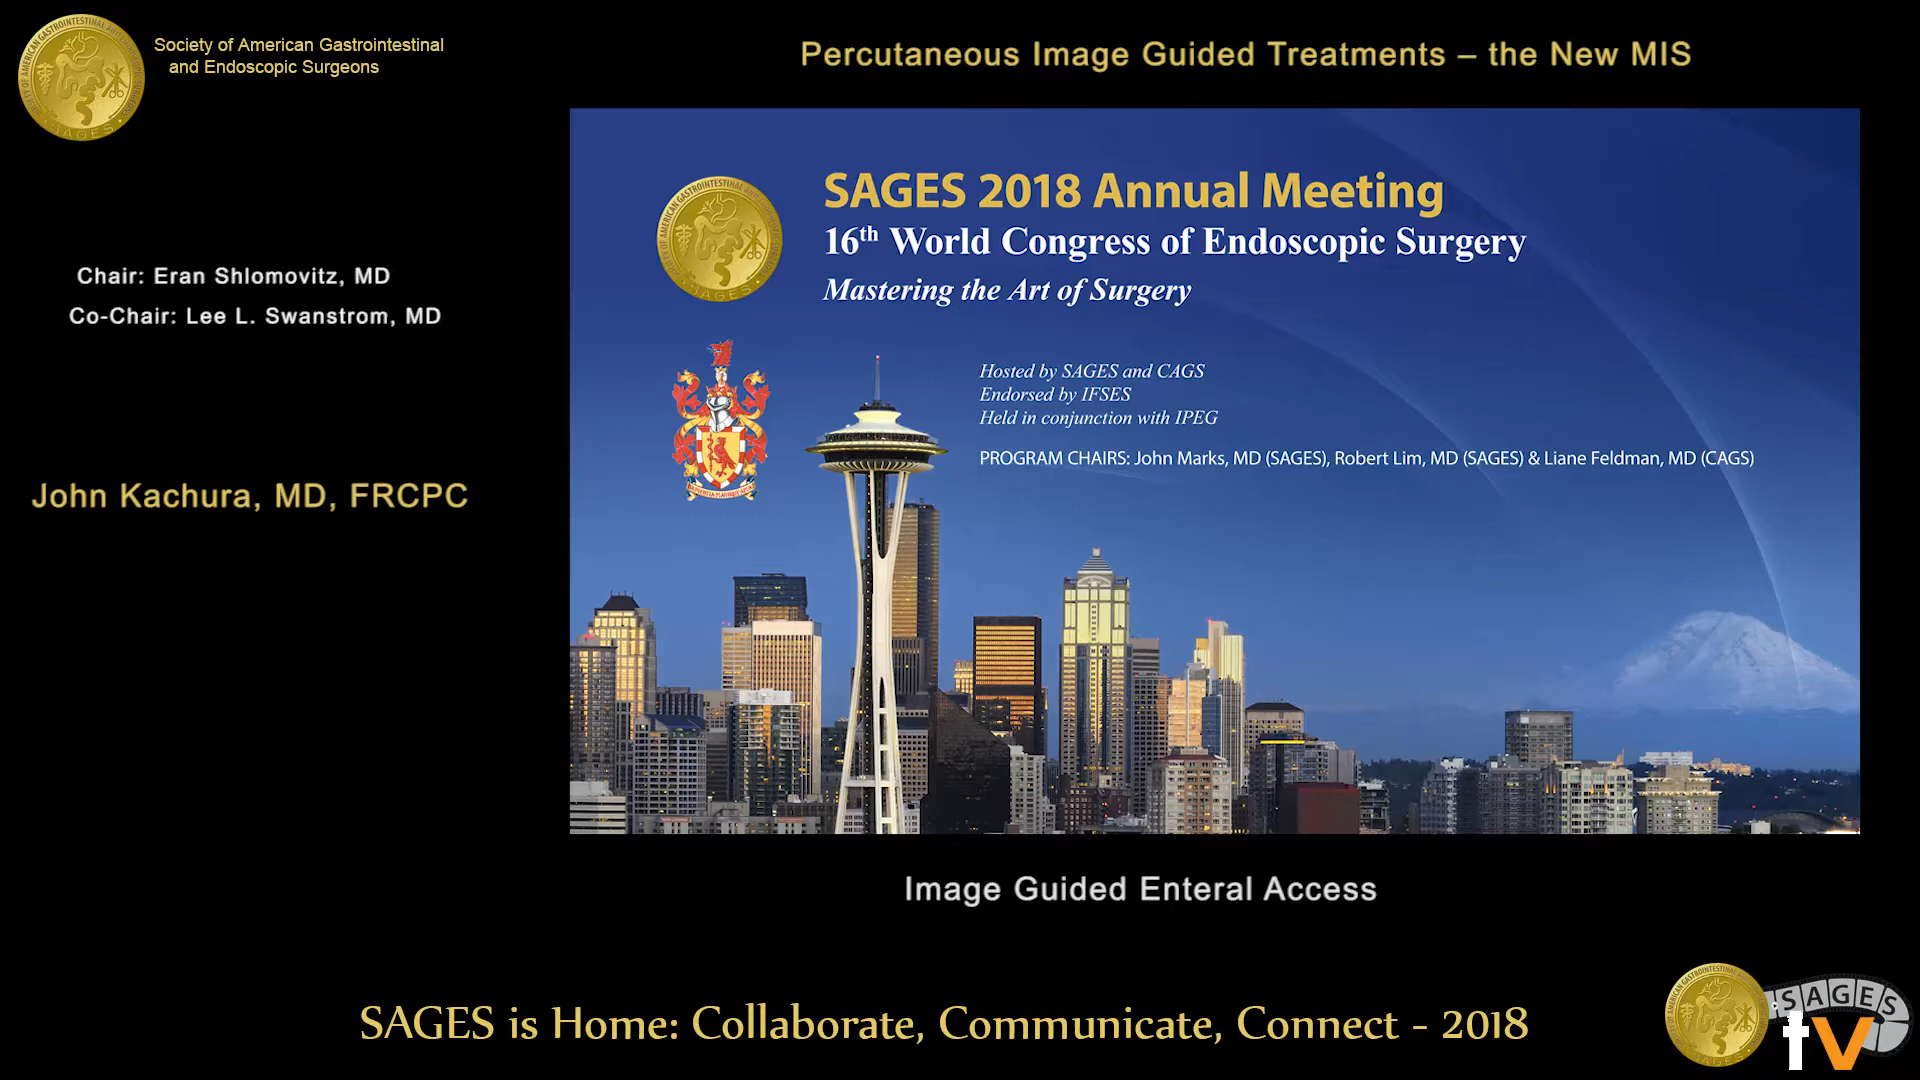 Society of American Gastrointestinal
and Endoscopic Surgeons
Percutaneous Image Guided Treatments – the New MIS
Chair: Eran Shlomovitz, MD
Co-Chair: Lee L. Swanstrom, MD
John Kachura, MD, FRCPC
SAGES 2018 Annual Meeting
16th World Congress of Endoscopic Surgery
Mastering the Art of Surgery
Hosted by SAGES and CAGS
Endorsed by IFSES
Held in conjunction with IPEG
PROGRAM CHAIRS: John Marks, MD (SAGES), Robert Lim, MD (SAGES) & Liane Feldman, MD (CAGS)
Image Guided Enteral Access
SAGES is Home: Collaborate, Communicate, Connect - 2018
SAGES
tv